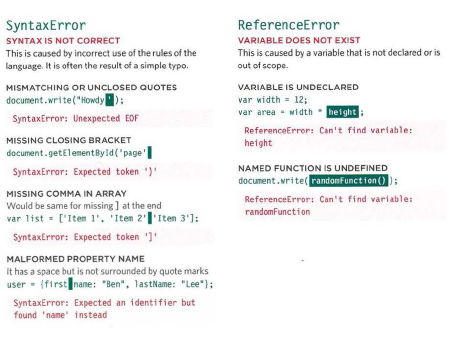 SyntaxError
SYNTAX IS NOT CORRECT
This is caused by incorrect use of the rules of the
language. It is often the result of a simple typo.
MISMATCHING OR UNCLOSED QUOTES
document.write("Howdy');
SyntaxError: Unexpected EOF
MISSING CLOSING BRACKET
document.getElementById('page'
SyntaxError: Expected token ')'
MISSING COMMA IN ARRAY
Would be same for missing ] at the end
var list = ['Item 1', 'Item 2' 'Item 3'];
SyntaxError: Expected token ']'
MALFORMED PROPERTY NAME
It has a space but is not surrounded by quote marks
user = {first name: "Ben", lastName: "Lee"};
SyntaxError: Expected an identifier but
found 'name' instead
ReferenceError
VARIABLE DOES NOT EXIST
This is caused by a variable that is not declared or is
out of scope.
VARIABLE IS UNDECLARED
var width = 12;
var area = width * height;
ReferenceError: Can't find variable:
height
NAMED FUNCTION IS UNDEFINED
document.write(randomFunction());
ReferenceError: Can't find variable:
randomFunction